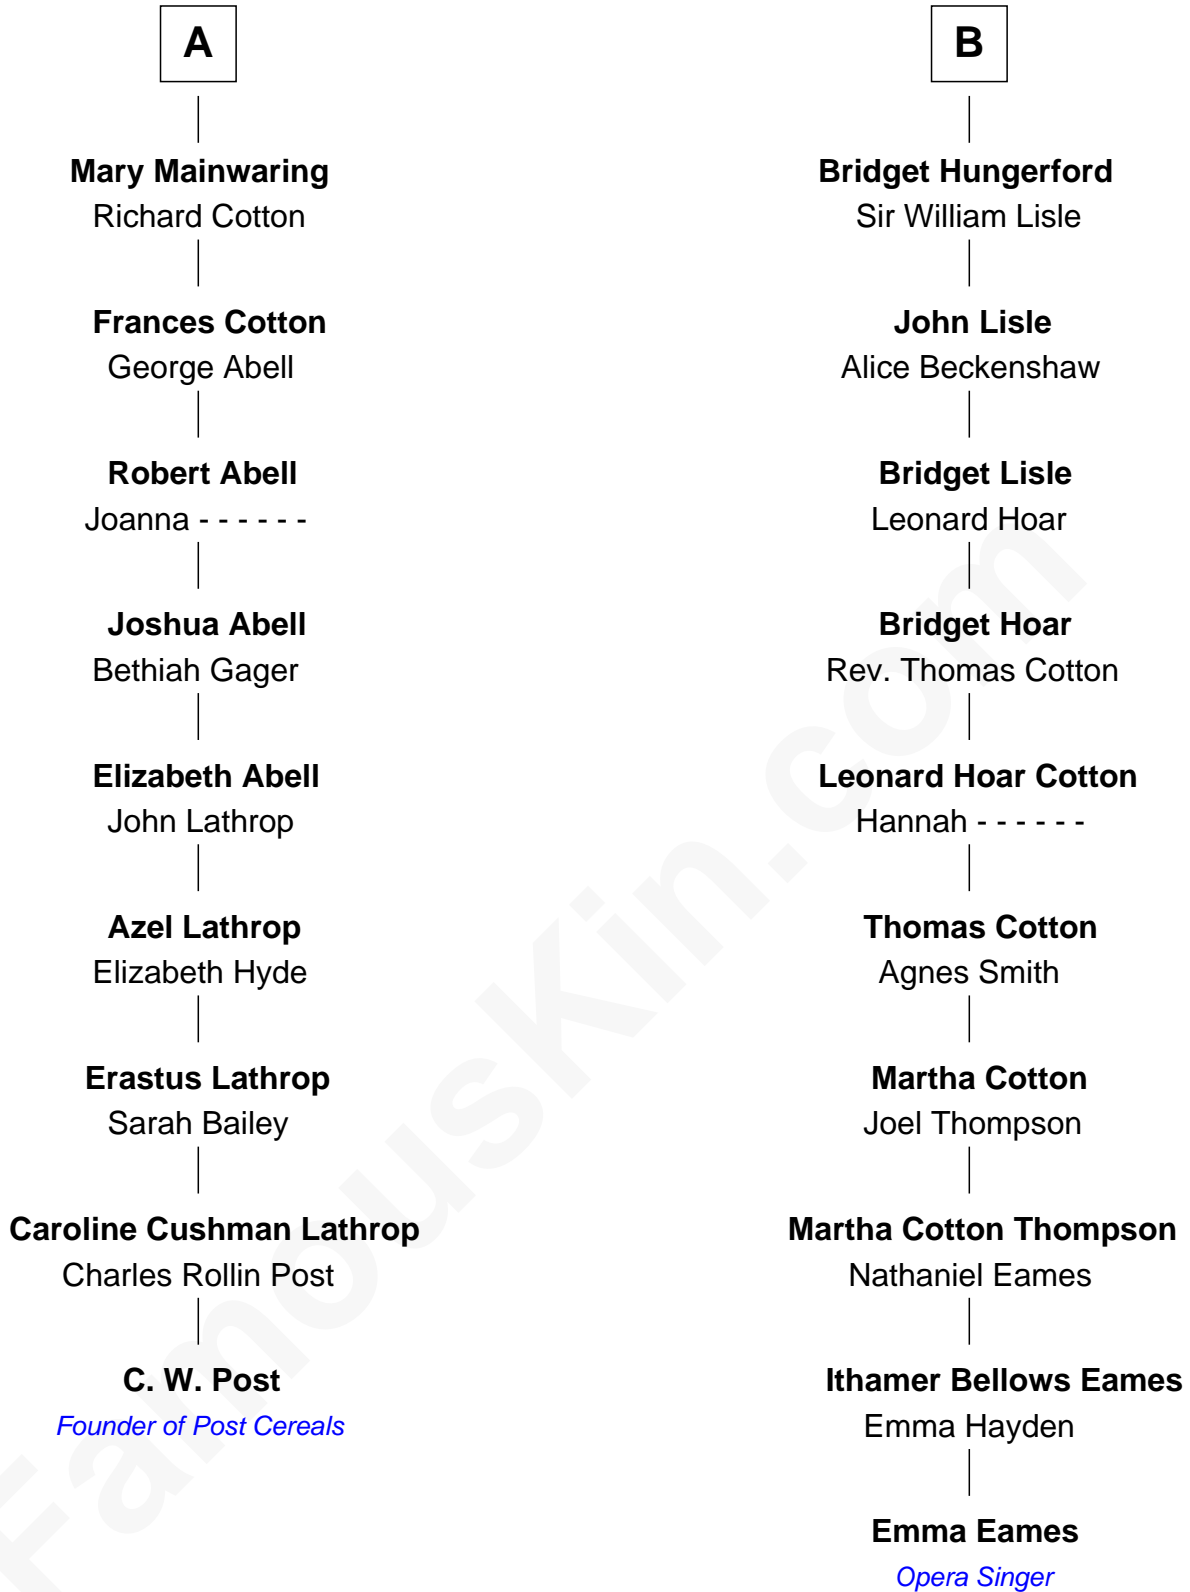 A
Mary Mainwaring
Richard Cotton
Frances Cotton
George Abell
Robert Abell
Joanna - - - - - -
Joshua Abell
Bethiah Gager
Elizabeth Abell
John Lathrop
Azel Lathrop
Elizabeth Hyde
Erastus Lathrop
Sarah Bailey
Caroline Cushman Lathrop
Charles Rollin Post
C. W. Post
Founder of Post Cereals
B
Bridget Hungerford
Sir William Lisle
John Lisle
Alice Beckenshaw
Bridget Lisle
Leonard Hoar
Bridget Hoar
Rev. Thomas Cotton
Leonard Hoar Cotton
Hannah - - - - - -
Thomas Cotton
Agnes Smith
Martha Cotton
Joel Thompson
Martha Cotton Thompson
Nathaniel Eames
Ithamer Bellows Eames
Emma Hayden
Emma Eames
Opera Singer
FamousKin.com